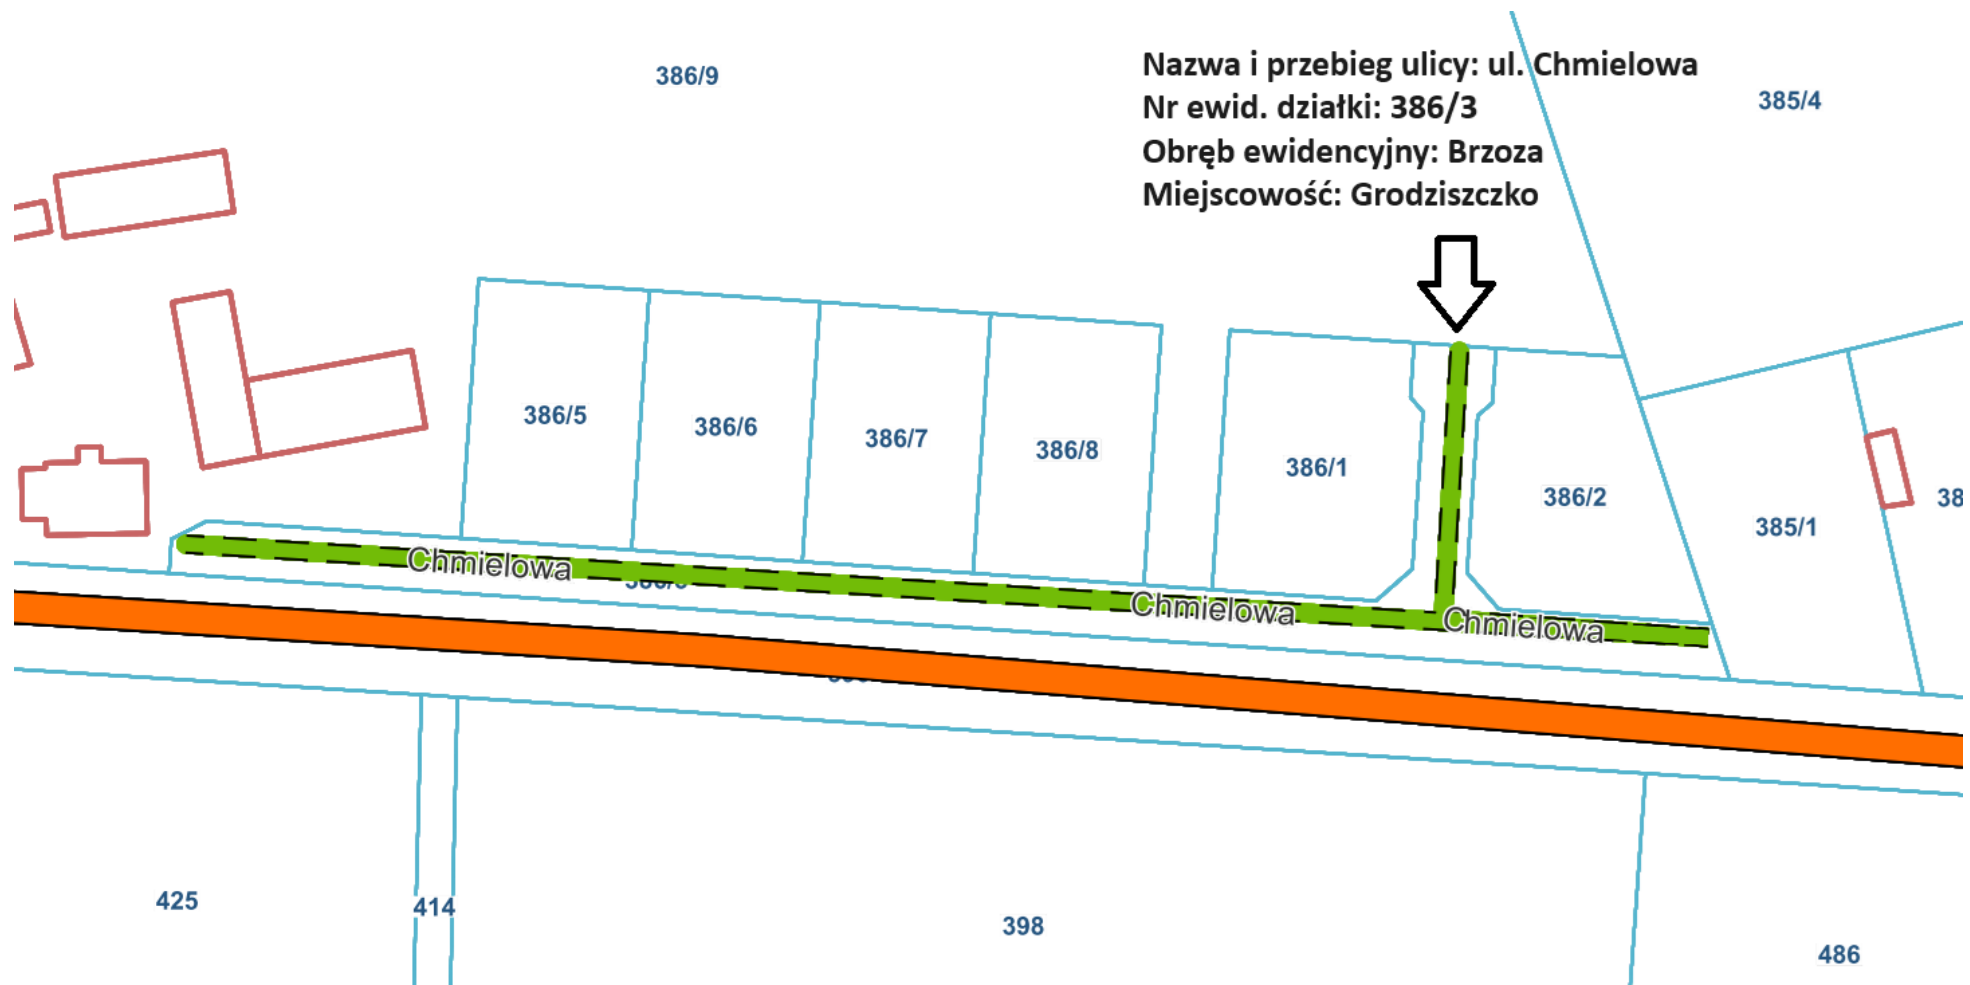 386/9
Nazwa i przebieg ulicy: ul. Chmielowa
Nr ewid. działki: 386/3
Obręb ewidencyjny: Brzoza
Miejscowość: Grodziszczko
385/4
386/5
386/6
386/7
386/8
386/1
386/2
385/1
38
Chmielowa
Chmielowa
Chmielowa
425
414
398
486